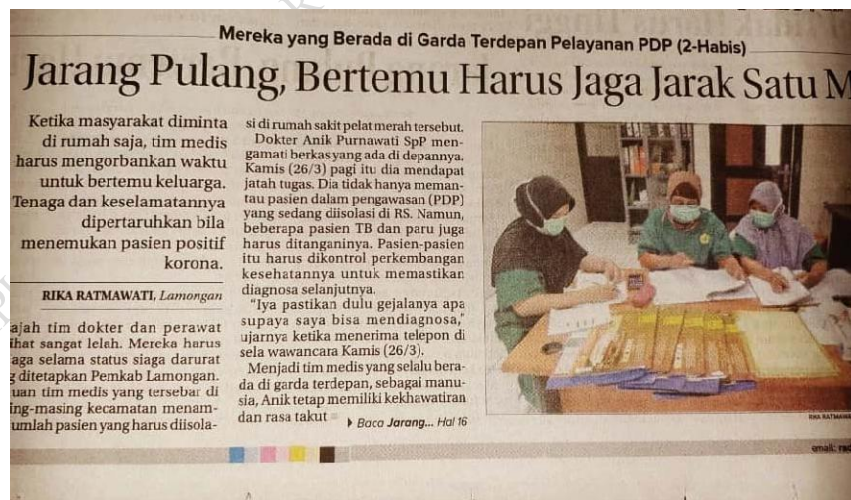 Mereka yang Berada di Garda Terdepan Pelayanan PDP (2-Habis)
Jarang Pulang, Bertemu Harus Jaga Jarak Satu M
Ketika masyarakat diminta
di rumah saja, tim medis
harus mengorbankan waktu
untuk bertemu keluarga.
Tenaga dan keselamatannya
dipertaruhkan bila
menemukan pasien positif
korona.
RIKA RATMAWATI, Lamongan
ajah tim dokter dan perawat
ihat sangat lelah. Mereka harus
aga selama status siaga darurat
g ditetapkan Pemkab Lamongan.
uan tim medis yang tersebar di
ing-masing kecamatan menam-
umlah pasien yang harus diisola-
si di rumah sakit pelat merah tersebut.
Dokter Anik Purnawati SpP men-
gamati berkas yang ada di depannya.
Kamis (26/3) pagi itu dia mendapat
jatah tugas. Dia tidak hanya meman-
tau pasien dalam pengawasan (PDP)
yang sedang diisolasi di RS. Namun,
beberapa pasien TB dan paru juga
harus ditanganinya. Pasien-pasien
itu harus dikontrol perkembangan
kesehatannya untuk memastikan
diagnosa selanjutnya.
"Iya pastikan dulu gejalanya apa
supaya saya bisa mendiagnosa,"
ujarnya ketika menerima telepon di
sela wawancara Kamis (26/3).
Menjadi tim medis yang selalu bera-
da di garda terdepan, sebagai manu-
sia, Anik tetap memiliki kekhawatiran
dan rasa takut
Baca Jarang... Hal 16
RIKA RATMAWA
email: rad